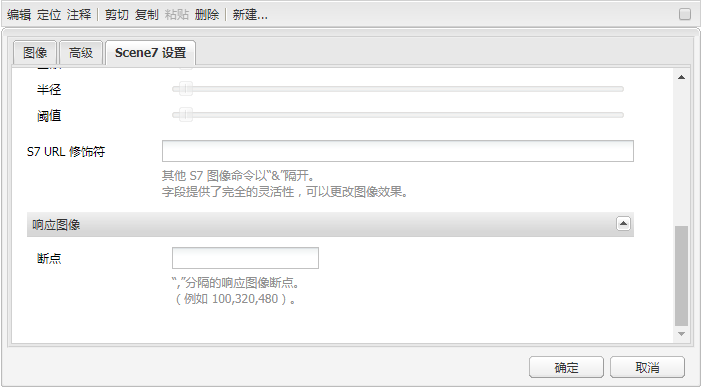 编辑 定位 注释 剪切 复制 粘贴 删除 新建...
图像 高级 Scene7 设置
半径
阈值
S7 URL 修饰符
其他 S7 图像命令以“&”隔开。
字段提供了完全的灵活性，可以更改图像效果。
响应图像
断点
“,”分隔的响应图像断点。
（例如 100,320,480）。
确定 取消